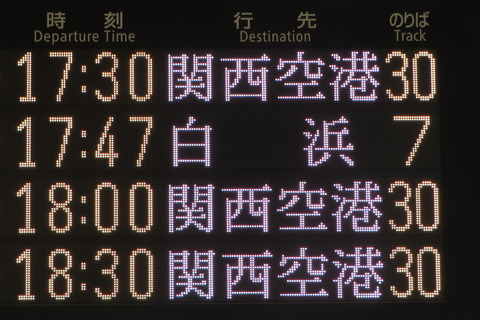 時刻 行先 のりば
Departure Time Destination Track
17:30 関西空港 30
17:47 白浜 7
18:00 関西空港 30
18:30 関西空港 30